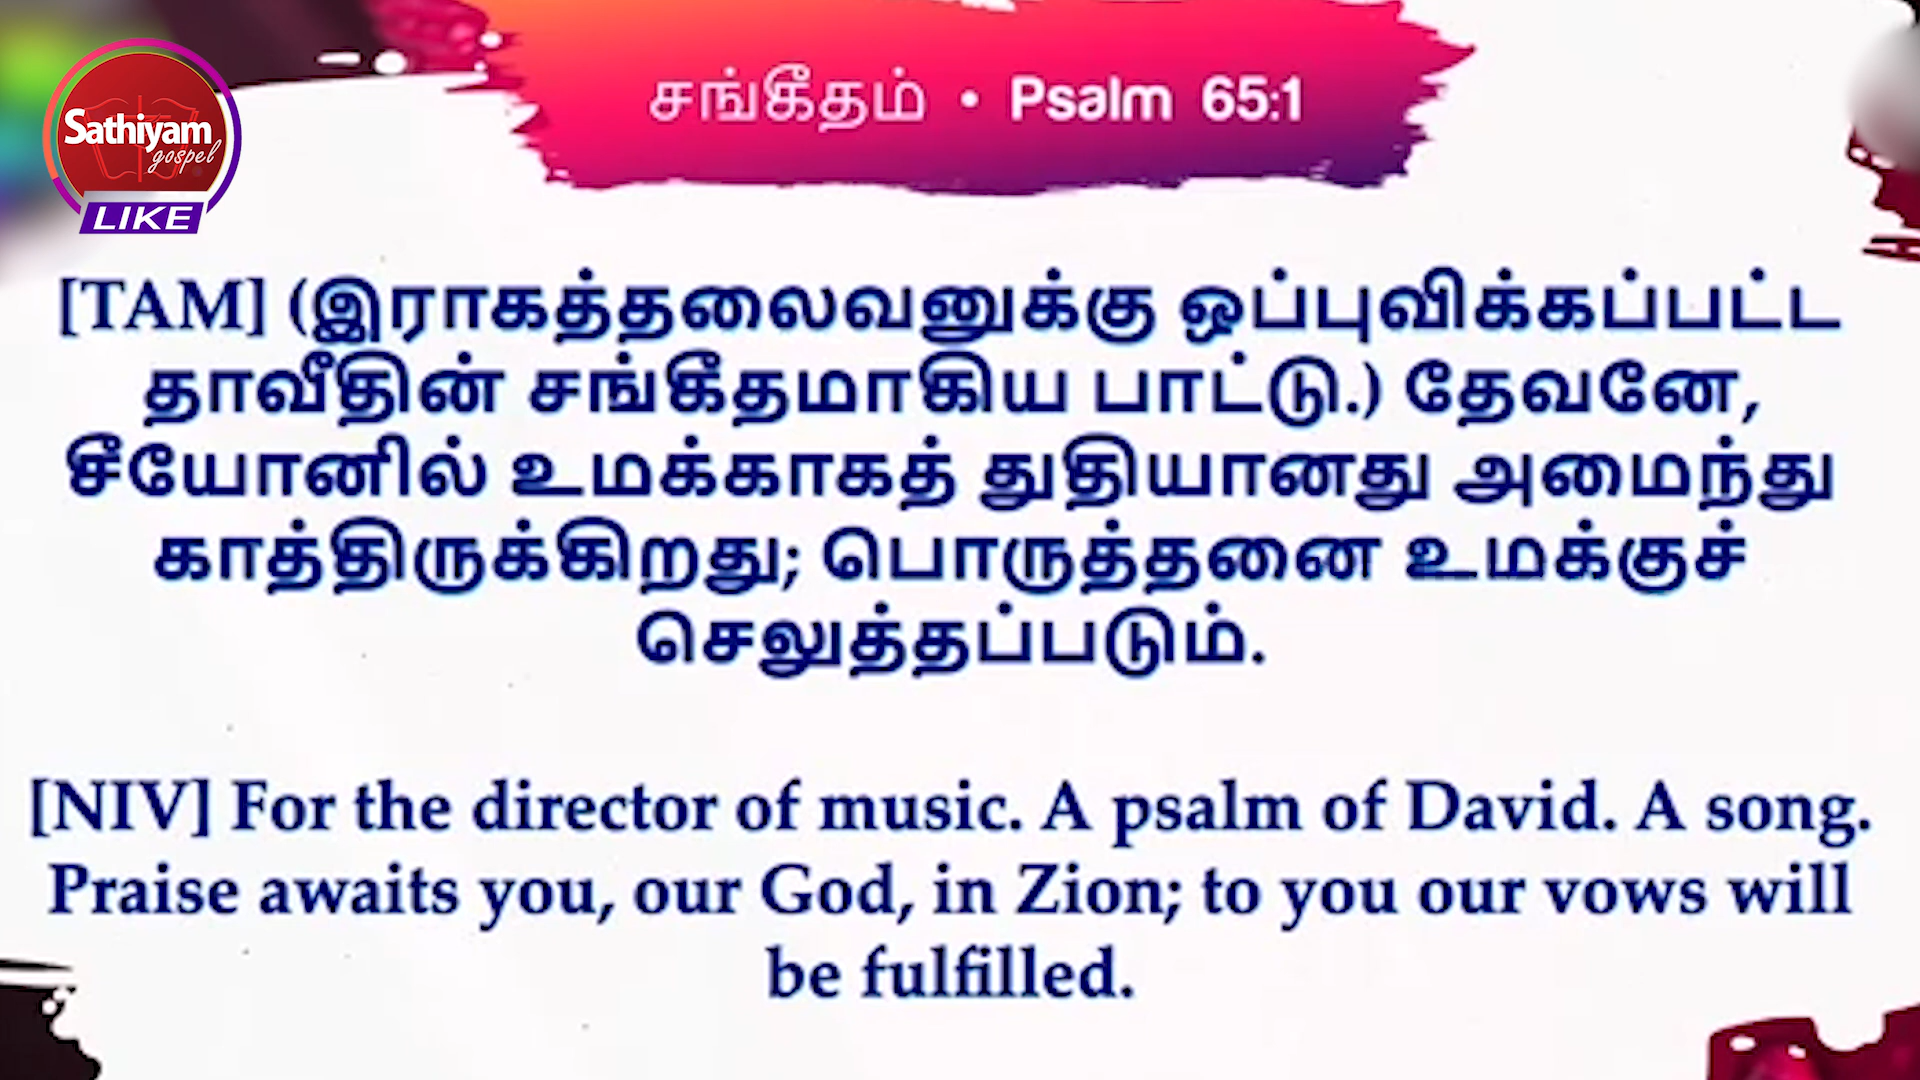 Sathiyam
gospel
LIKE
சங்கீதம் • Psalm 65:1
[TAM] (இராகத்தலைவனுக்கு ஒப்புவிக்கப்பட்ட
தாவீதின் சங்கீதமாகிய பாட்டு.) தேவனே,
சீயோனில் உமக்காகத் துதியானது அமைந்து
காத்திருக்கிறது; பொருத்தனை உமக்குச்
செலுத்தப்படும்.
[NIV] For the director of music. A psalm of David. A song.
Praise awaits you, our God, in Zion; to you our vows will
be fulfilled.